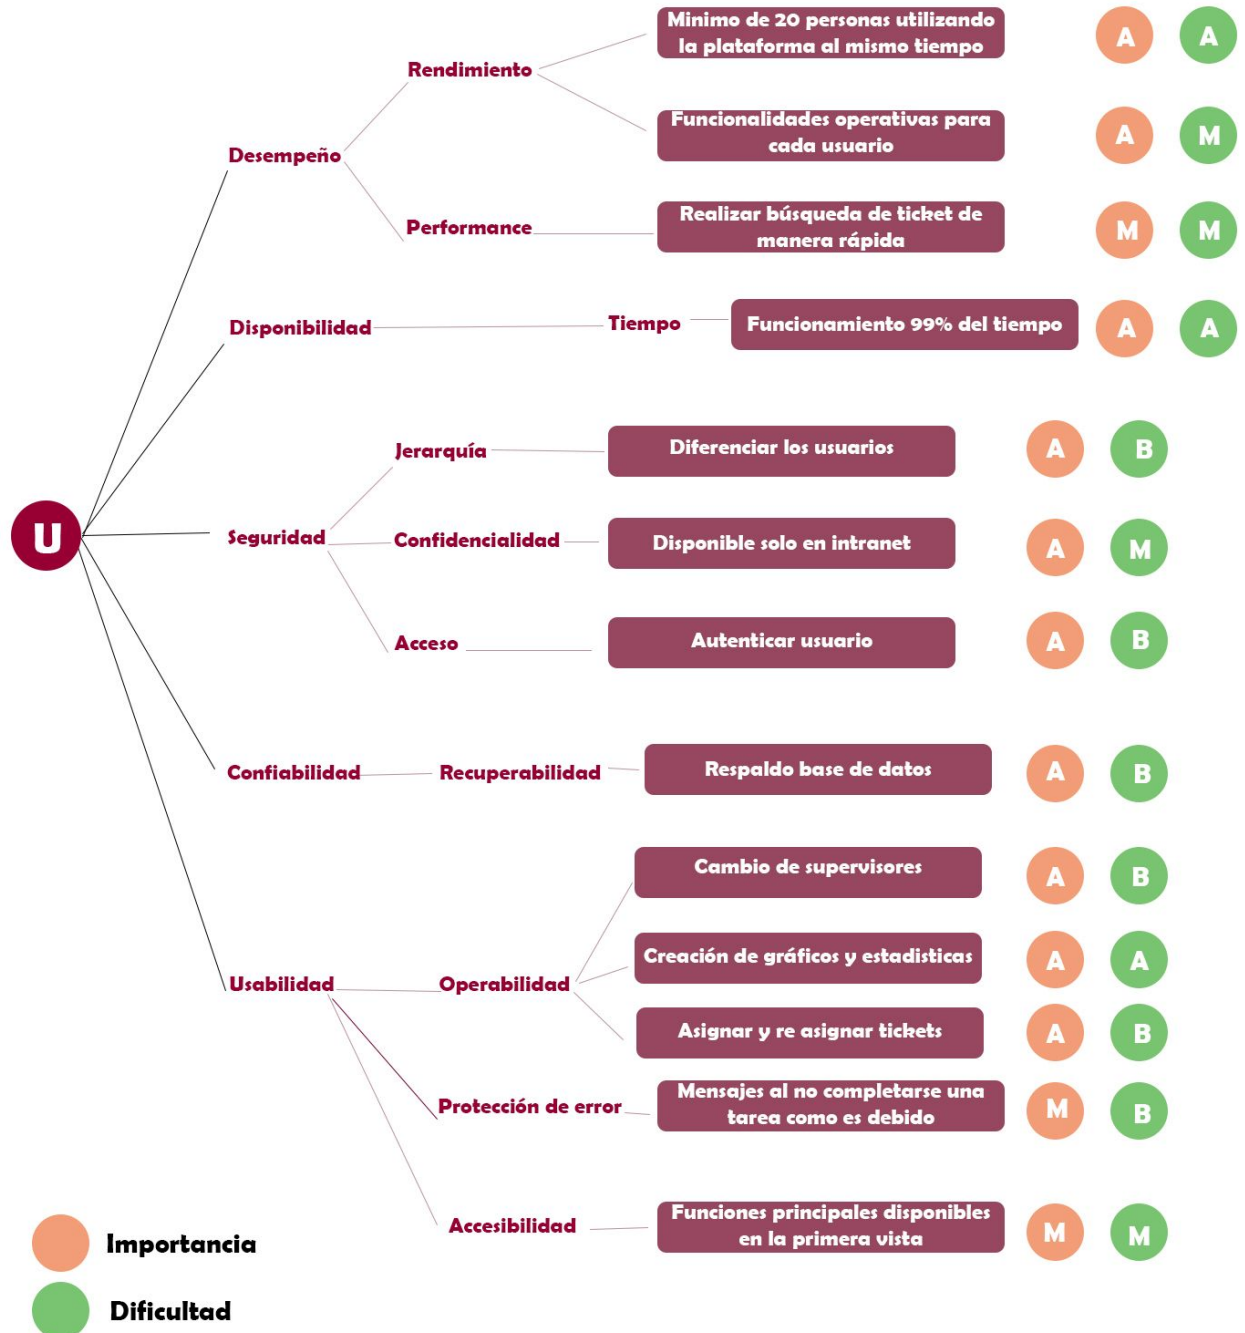 Minimo de 20 personas utilizando
la plataforma al mismo tiempo
A
A
Rendimiento
Funcionalidades operativas para
cada usuario
A
M
Desempeño
Performance
Realizar búsqueda de ticket de
manera rápida
M
M
Disponibilidad
Tiempo
Funcionamiento 99% del tiempo
A
A
Jerarquía
Diferenciar los usuarios
A
B
U
Seguridad
Confidencialidad
Disponible solo en intranet
A
M
Acceso
Autenticar usuario
A
B
Confiabilidad
Recuperabilidad
Respaldo base de datos
A
B
Cambio de supervisores
A
B
Creación de gráficos y estadisticas
A
A
Usabilidad
Operabilidad
Asignar y re asignar tickets
A
B
Protección de error
Mensajes al no completarse una
tarea como es debido
M
B
Accesibilidad
Funciones principales disponibles
en la primera vista
M
M
Importancia
Dificultad